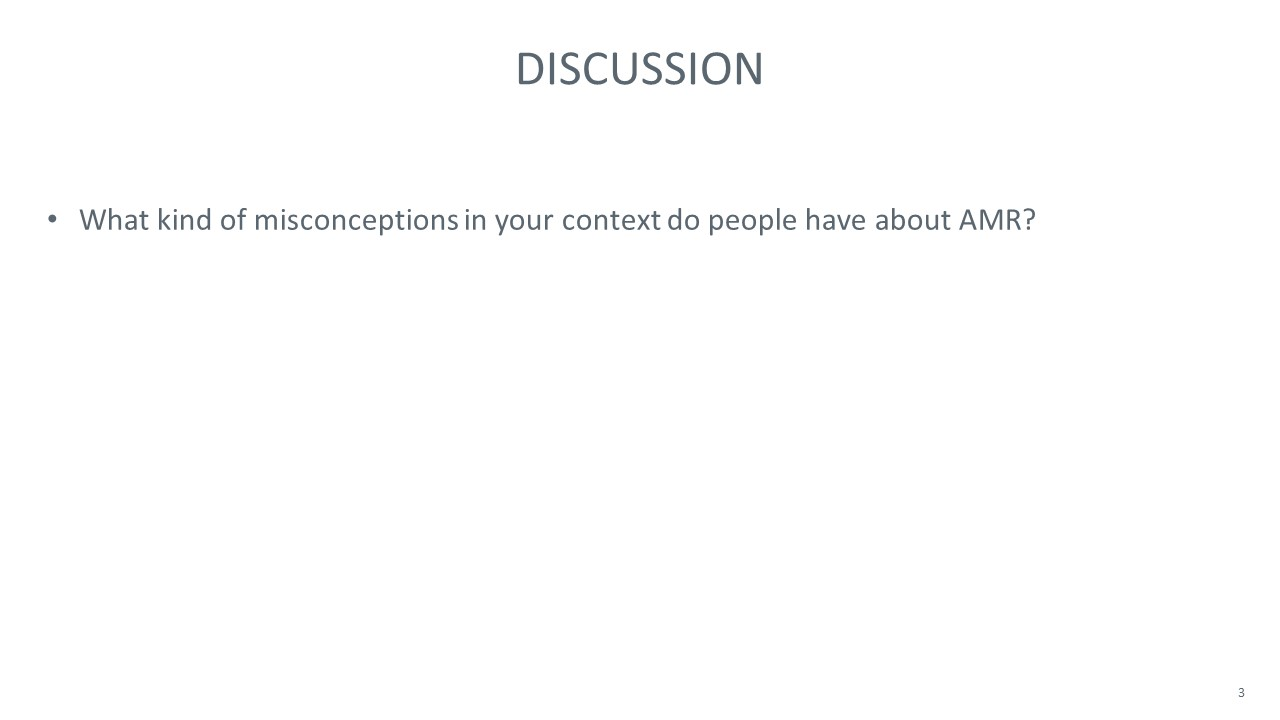 DISCUSSION
• What kind of misconceptions in your context do people have about AMR?
3